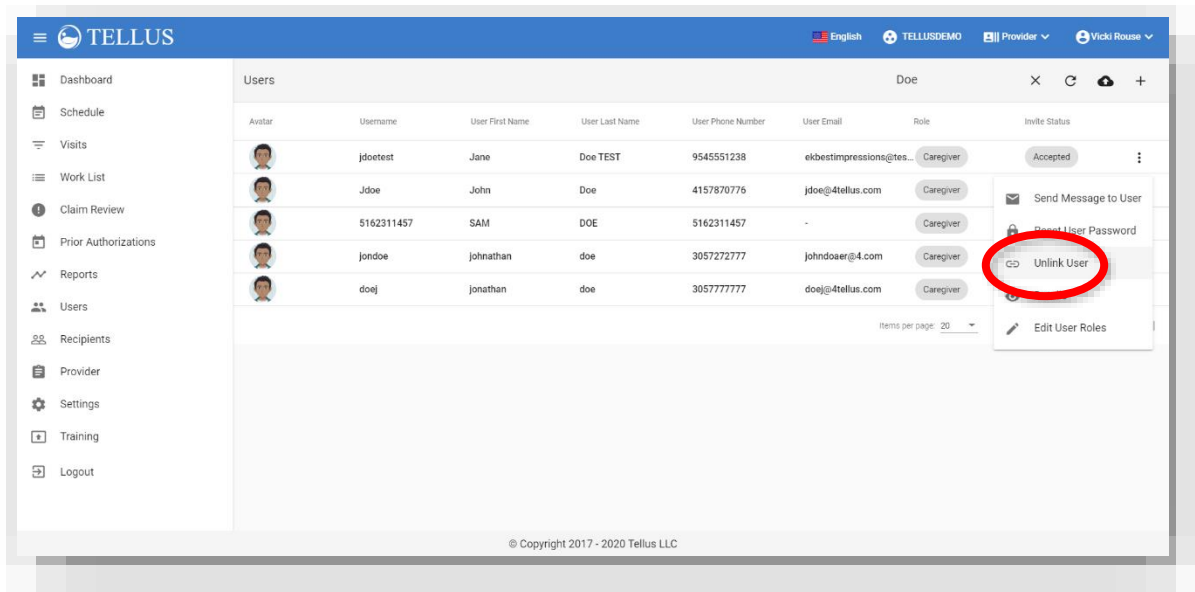 TELLUS English TELLUSDEMO Provider Vicki Rouse
Dashboard
Schedule
Visits
Work List
Claim Review
Prior Authorizations
Reports
Users
Recipients
Provider
Settings
Training
Logout
Users Doe
Avatar Username User First Name User Last Name User Phone Number User Email Role Invite Status
jdoetest Jane Doe TEST 9545551238 ekbestimpressions@tes... Caregiver Accepted
Jdoe John Doe 4157870776 jdoe@4tellus.com Caregiver
5162311457 SAM DOE 5162311457 - Caregiver
jondoe johnathan doe 3057272777 johndoaer@4.com Caregiver
doej jonathan doe 3057777777 doej@4tellus.com Caregiver
Items per page: 20
Send Message to User
Reset User Password
Unlink User
Edit User Roles
© Copyright 2017 - 2020 Tellus LLC